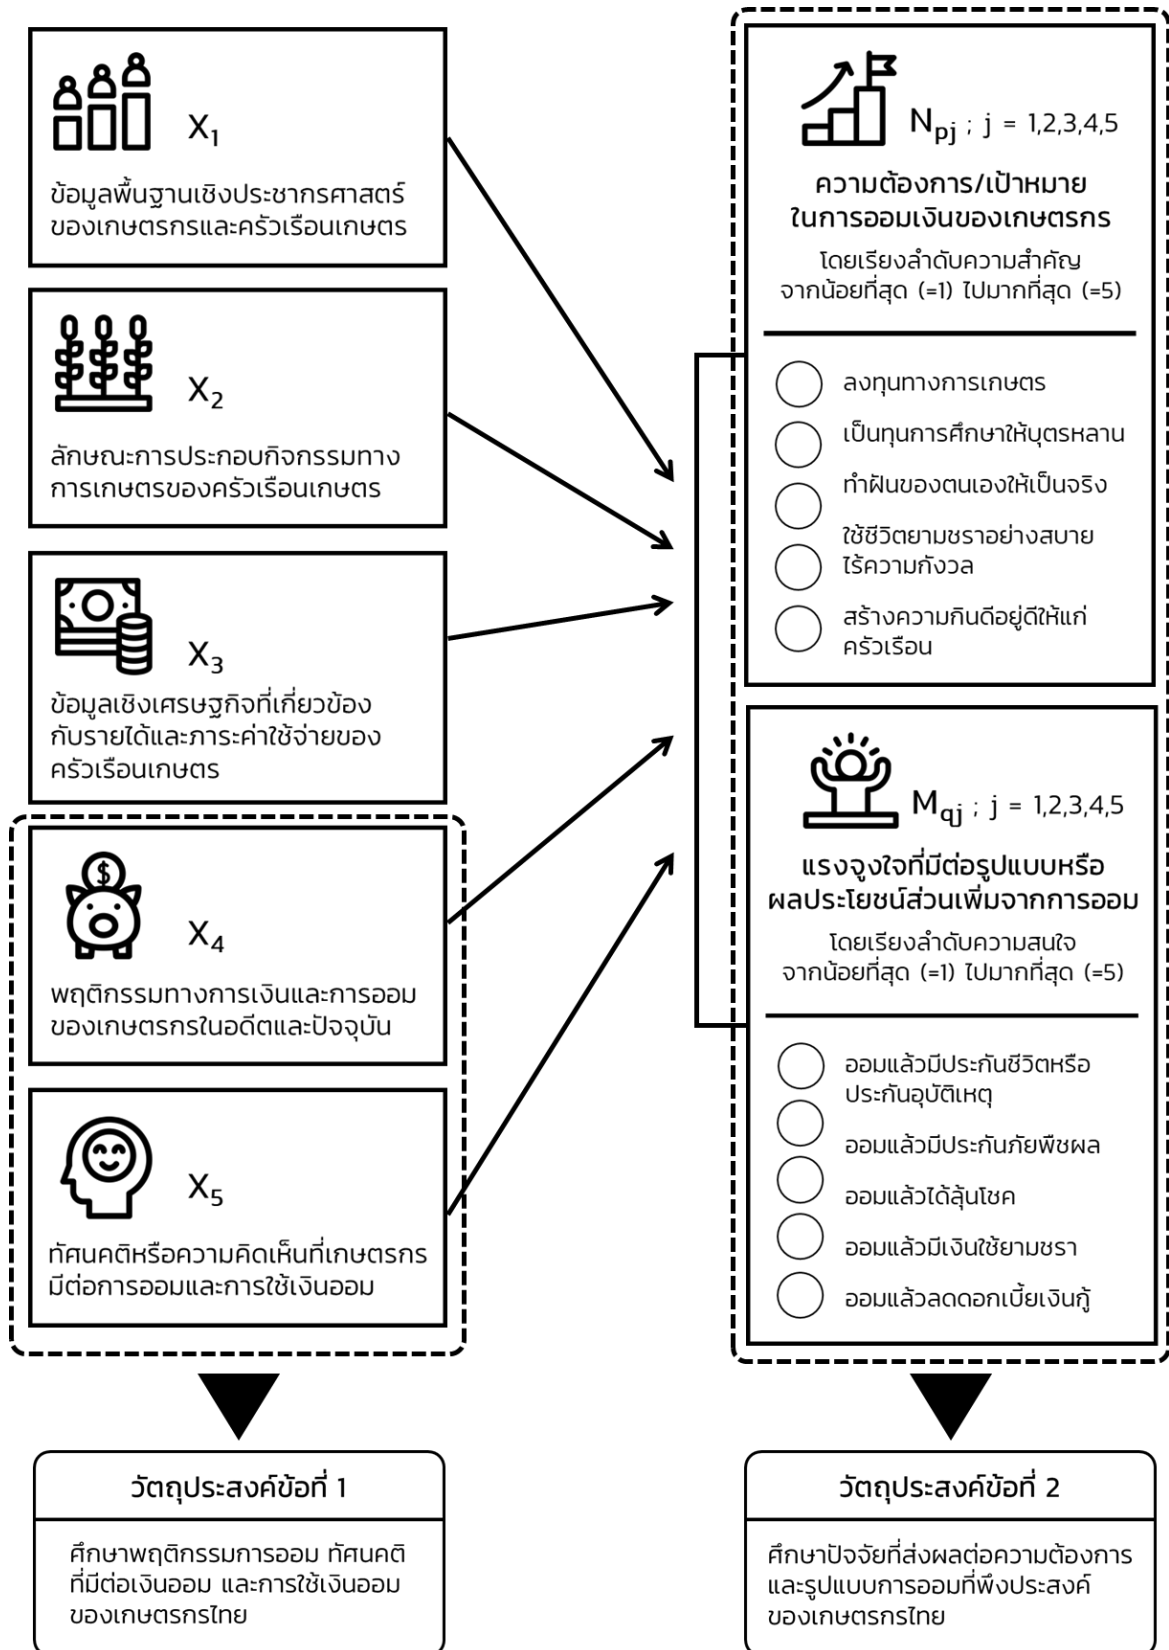 X₁
ข้อมูลพื้นฐานเชิงประชากรศาสตร์
ของเกษตรกรและครัวเรือนเกษตร
X₂
ลักษณะการประกอบกิจกรรมทาง
การเกษตรของครัวเรือนเกษตร
X₃
ข้อมูลเชิงเศรษฐกิจที่เกี่ยวข้อง
กับรายได้และภาระค่าใช้จ่ายของ
ครัวเรือนเกษตร
$
X₄
พฤติกรรมทางการเงินและการออม
ของเกษตรกรในอดีตและปัจจุบัน
X₅
ทัศนคติหรือความคิดเห็นที่เกษตรกร
มีต่อการออมและการใช้เงินออม
วัตถุประสงค์ข้อที่ 1
ศึกษาพฤติกรรมการออม ทัศนคติ
ที่มีต่อเงินออม และการใช้เงินออม
ของเกษตรกรไทย
Npj ; j = 1,2,3,4,5
ความต้องการ/เป้าหมาย
ในการออมเงินของเกษตรกร
โดยเรียงลำดับความสำคัญ
จากน้อยที่สุด (=1) ไปมากที่สุด (=5)
ลงทุนทางการเกษตร
เป็นทุนการศึกษาให้บุตรหลาน
ทำฝันของตนเองให้เป็นจริง
ใช้ชีวิตยามชราอย่างสบาย
ไร้ความกังวล
สร้างความกินดีอยู่ดีให้แก่
ครัวเรือน
Mqj ; j = 1,2,3,4,5
แรงจูงใจที่มีต่อรูปแบบหรือ
ผลประโยชน์ส่วนเพิ่มจากการออม
โดยเรียงลำดับความสนใจ
จากน้อยที่สุด (=1) ไปมากที่สุด (=5)
ออมแล้วมีประกันชีวิตหรือ
ประกันอุบัติเหตุ
ออมแล้วมีประกันภัยพืชผล
ออมแล้วได้ลุ้นโชค
ออมแล้วมีเงินใช้ยามชรา
ออมแล้วลดดอกเบี้ยเงินกู้
วัตถุประสงค์ข้อที่ 2
ศึกษาปัจจัยที่ส่งผลต่อความต้องการ
และรูปแบบการออมที่พึงประสงค์
ของเกษตรกรไทย